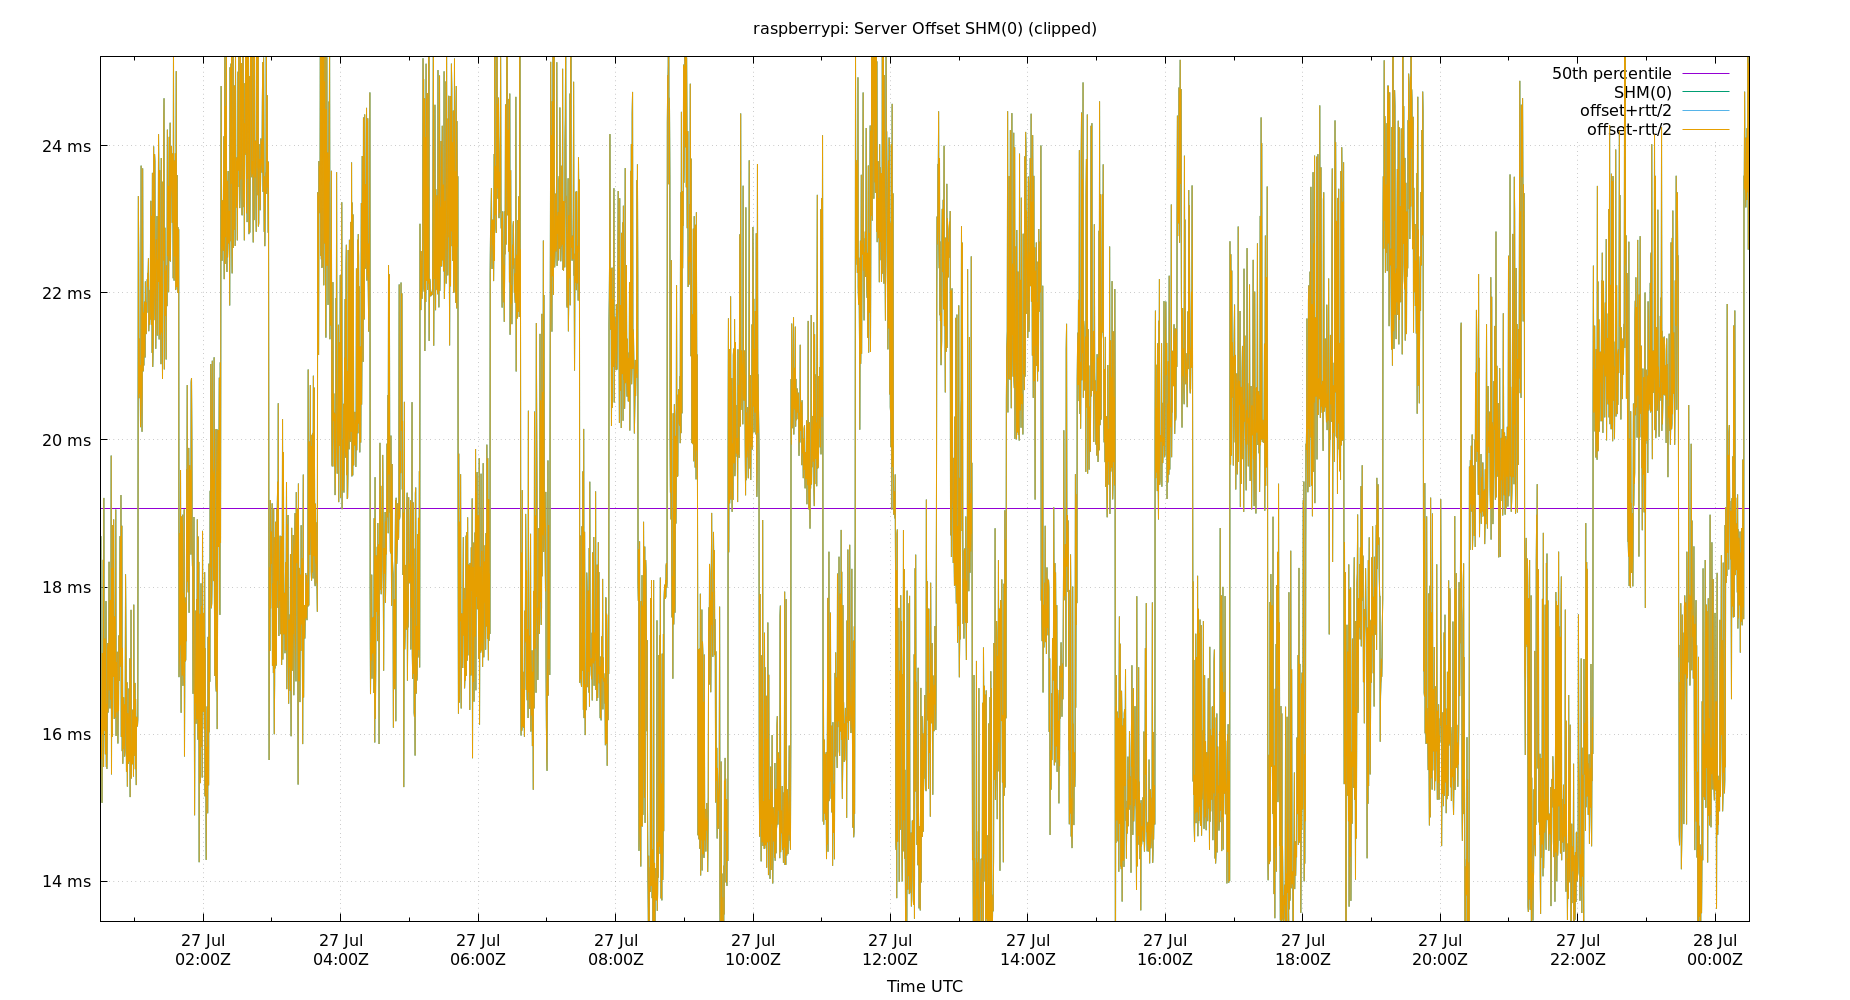 raspberrypi: Server Offset SHM(0) (clipped)
50th percentile
SHM(0)
offset+rtt/2
offset-rtt/2
24 ms
22 ms
20 ms
18 ms
16 ms
14 ms
27 Jul 27 Jul 27 Jul 27 Jul 27 Jul 27 Jul 27 Jul 27 Jul 27 Jul 27 Jul 27 Jul 28 Jul
02:00Z 04:00Z 06:00Z 08:00Z 10:00Z 12:00Z 14:00Z 16:00Z 18:00Z 20:00Z 22:00Z 00:00Z
Time UTC